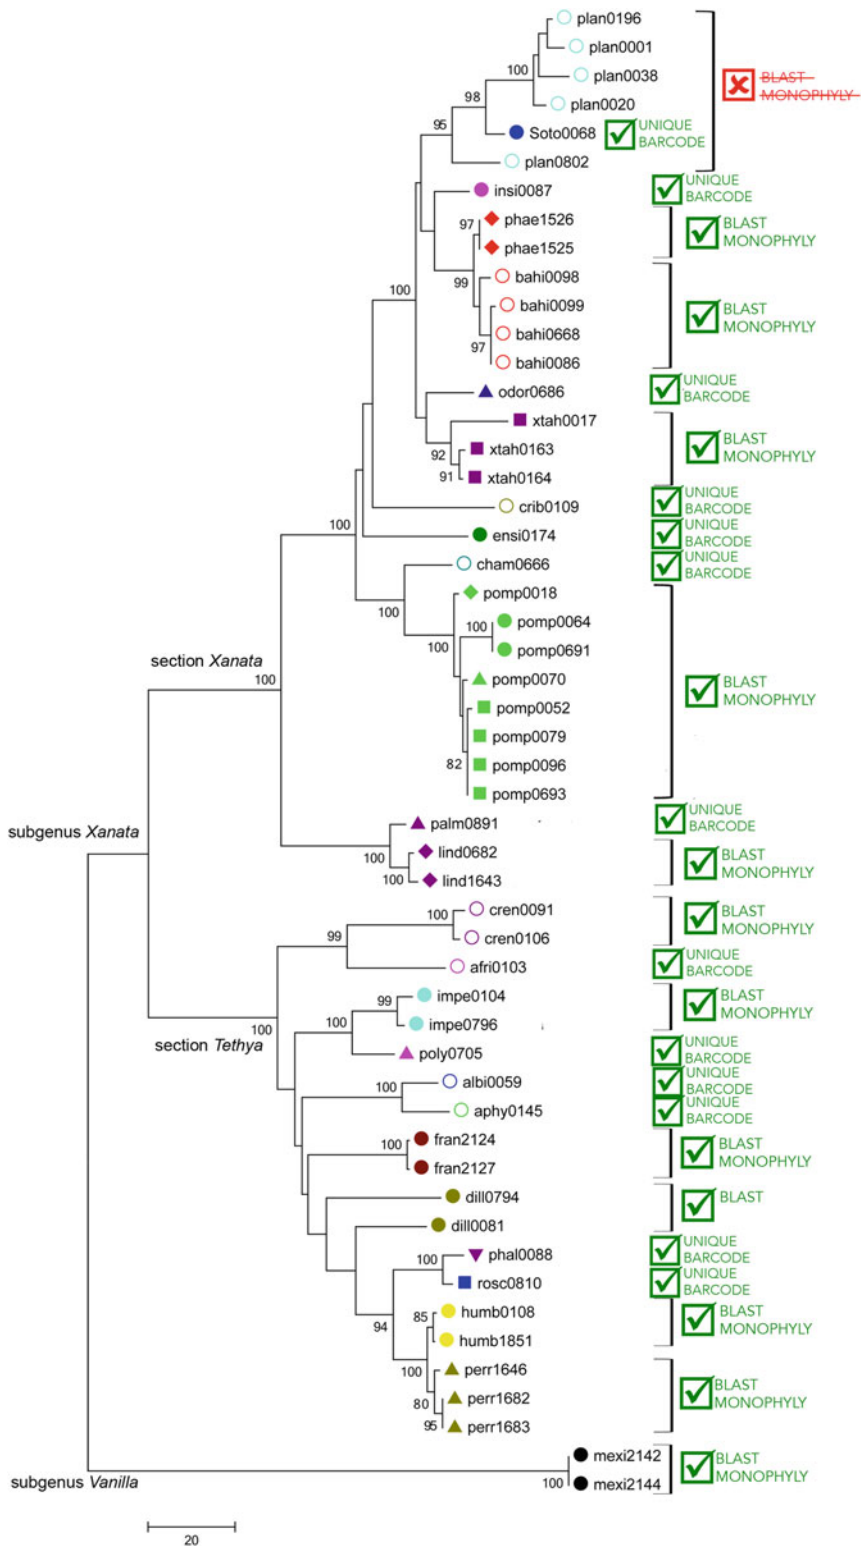 plan0196
plan0001
plan0038
100
plan0020
BLAST
MONOPHYLY
98
95
Soto0068
UNIQUE
BARCODE
plan0802
insi0087
UNIQUE
BARCODE
phae1526
97
phae1525
BLAST
MONOPHYLY
99
bahi0098
100
bahi0099
bahi0668
97
bahi0086
BLAST
MONOPHYLY
odor0686
UNIQUE
BARCODE
xtah0017
xtah0163
92
91
xtah0164
BLAST
MONOPHYLY
crib0109
UNIQUE
BARCODE
100
ensi0174
UNIQUE
BARCODE
cham0666
UNIQUE
BARCODE
100
pomp0018
100
pomp0064
100
pomp0691
section Xanata
100
pomp0070
pomp0052
pomp0079
82
pomp0096
pomp0693
BLAST
MONOPHYLY
subgenus Xanata
palm0891
UNIQUE
BARCODE
100
lind0682
100
lind1643
BLAST
MONOPHYLY
cren0091
100
99
cren0106
BLAST
MONOPHYLY
afri0103
UNIQUE
BARCODE
impe0104
99
100
impe0796
BLAST
MONOPHYLY
100
section Tethya
poly0705
UNIQUE
BARCODE
albi0059
UNIQUE
BARCODE
100
aphy0145
UNIQUE
BARCODE
fran2124
100
fran2127
BLAST
MONOPHYLY
dill0794
dill0081
BLAST
phal0088
UNIQUE
BARCODE
100
rosc0810
UNIQUE
BARCODE
humb0108
85
94
humb1851
BLAST
MONOPHYLY
100
perr1646
80
perr1682
95
perr1683
BLAST
MONOPHYLY
mexi2142
subgenus Vanilla
100
mexi2144
BLAST
MONOPHYLY
20